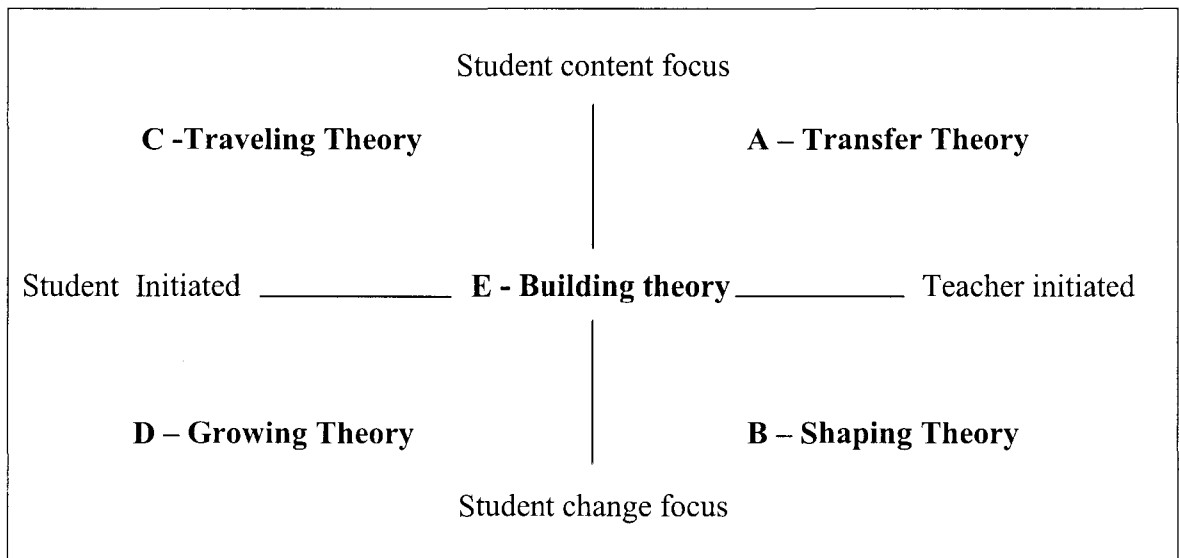 Student content focus
C -Traveling Theory
A – Transfer Theory
Student Initiated
E - Building theory
Teacher initiated
D – Growing Theory
B – Shaping Theory
Student change focus